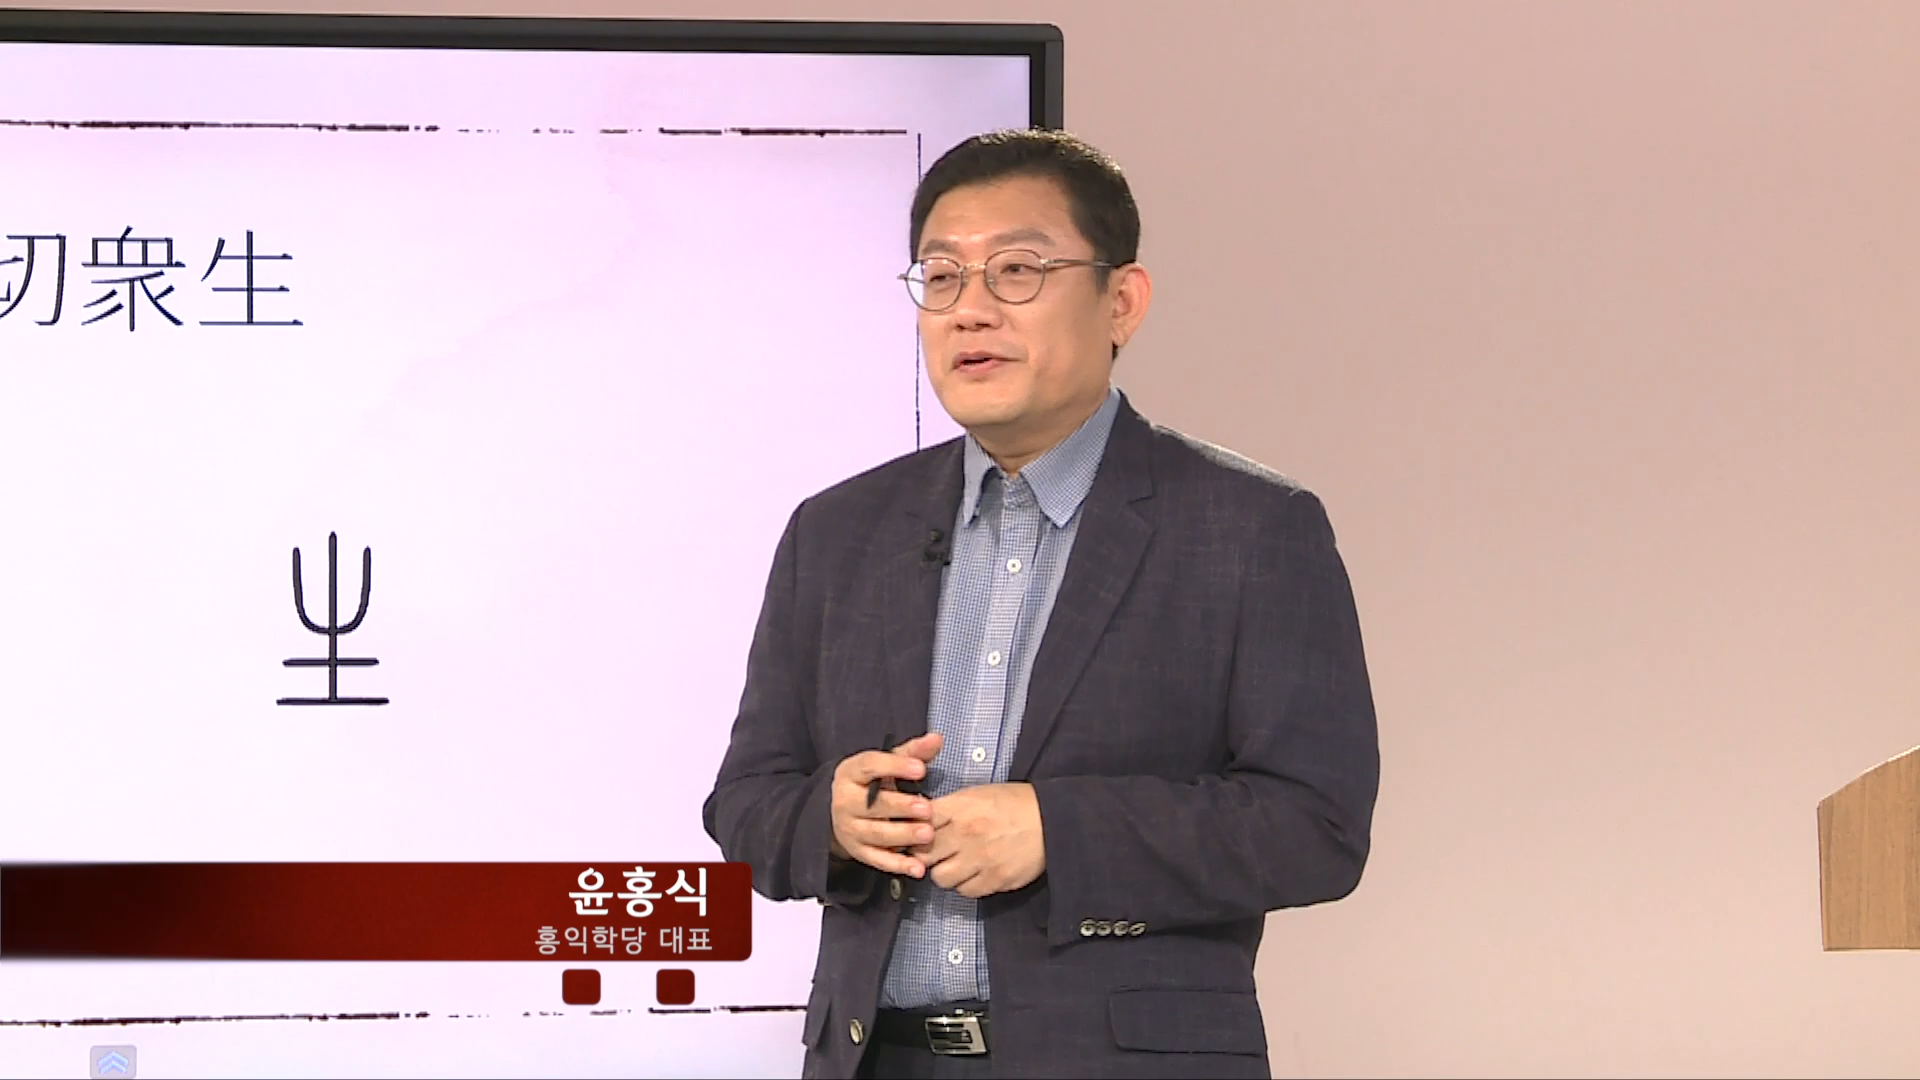 切衆生
生
윤홍식
홍익학당 대표